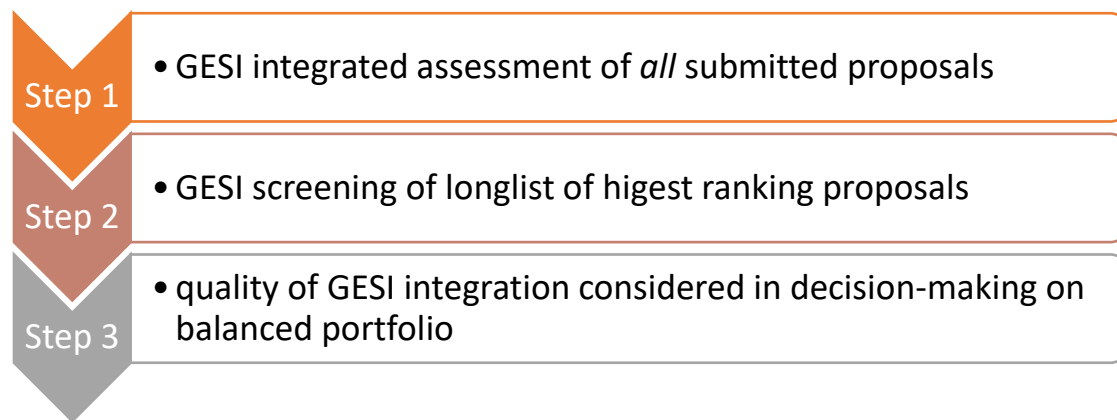 Step 1
• GESI integrated assessment of all submitted proposals
Step 2
• GESI screening of longlist of higest ranking proposals
Step 3
• quality of GESI integration considered in decision-making on
balanced portfolio